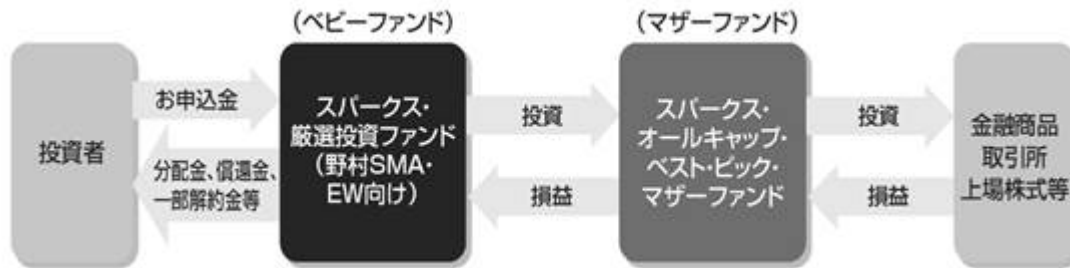 (ベビーファンド)
(マザーファンド)
投資者
お申込金
分配金、償還金、
一部解約金等
スパークス・
厳選投資ファンド
(野村SMA・
EW向け)
投資
損益
スパークス・
オールキャップ・
ベスト・ピック・
マザーファンド
投資
損益
金融商品
取引所
上場株式等